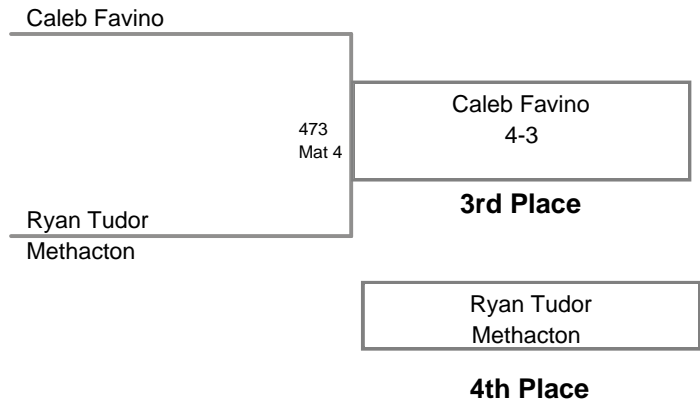 Caleb Favino
473
Mat 4
Caleb Favino
4-3
3rd Place
Ryan Tudor
Methacton
Ryan Tudor
Methacton
4th Place